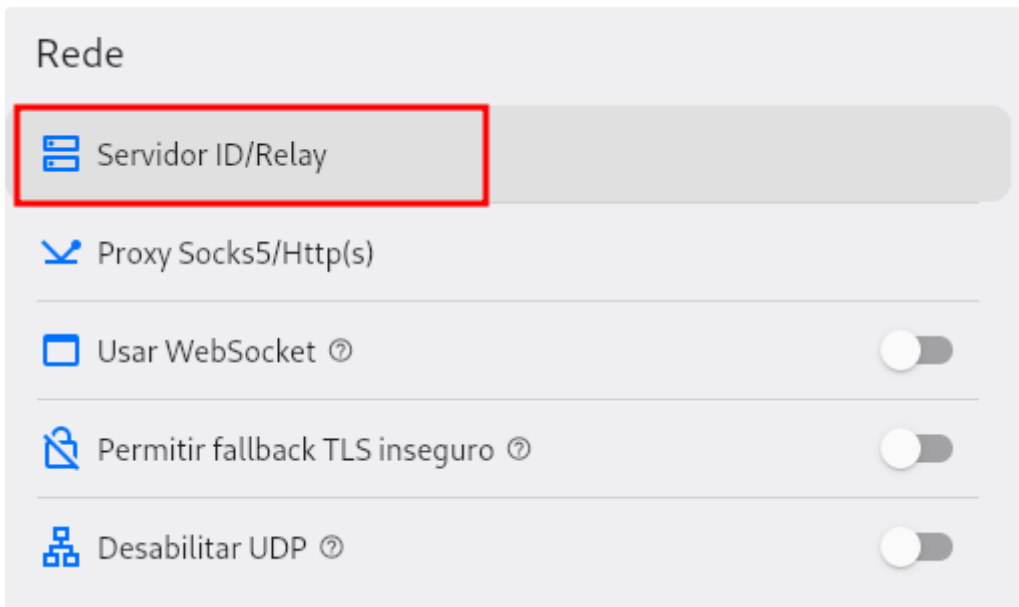 Rede
Servidor ID/Relay
Proxy Socks5/Http(s)
Usar WebSocket
Permitir fallback TLS inseguro
Desabilitar UDP